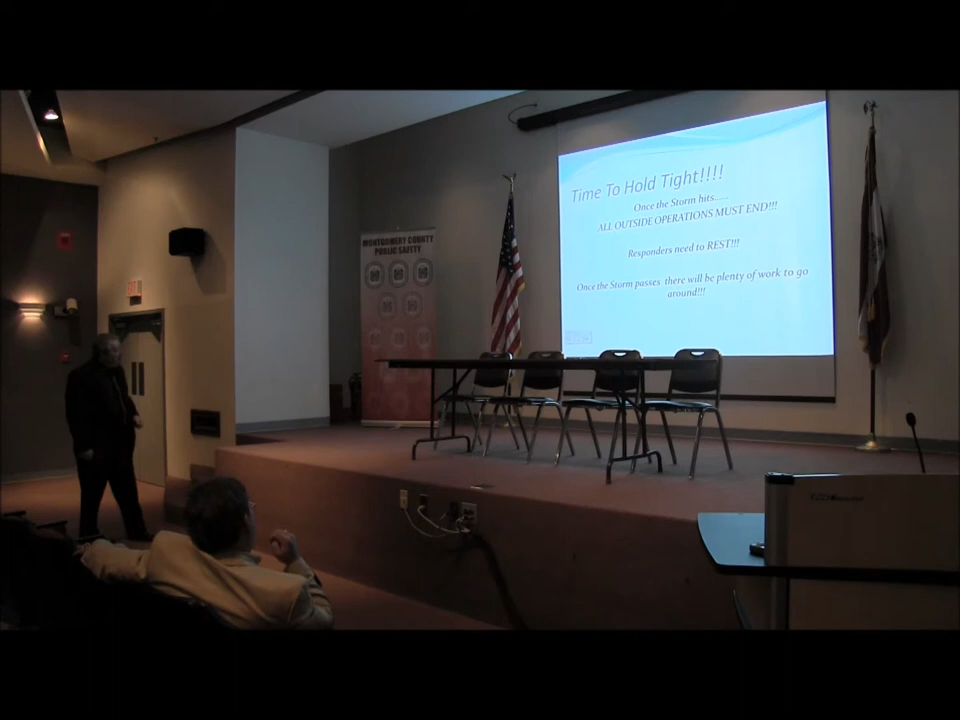 Time To Hold Tight!!!!
Once the Storm hits......
ALL OUTSIDE OPERATIONS MUST END!!!
Responders need to REST!!!
Once the Storm passes there will be plenty of work to go
around!!!
MONTGOMERY COUNTY
PUBLIC SAFETY
EXIT